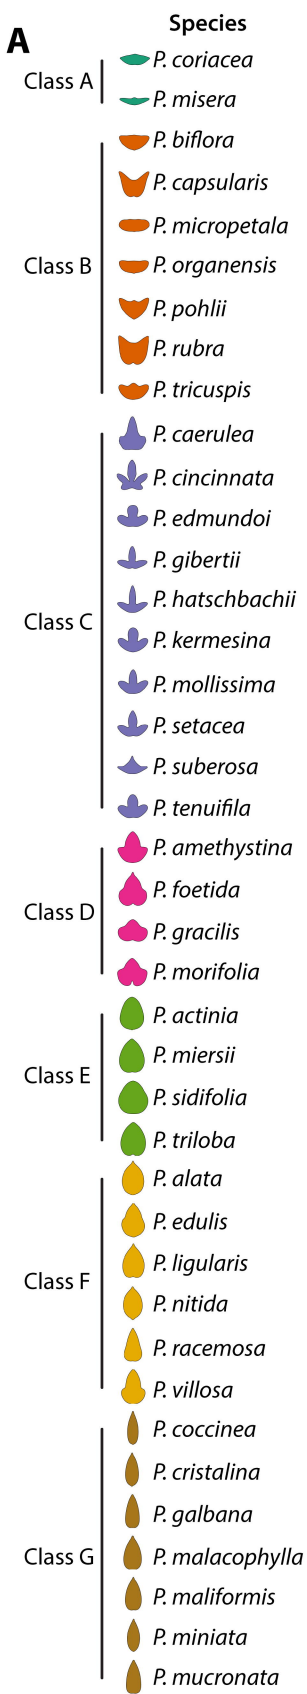 A
Species
Class A
P. coriacea
P. misera
Class B
P. biflora
P. capsularis
P. micropetala
P. organensis
P. pohlii
P. rubra
P. tricuspis
Class C
P. caerulea
P. cincinnata
P. edmundoi
P. gibertii
P. hatschbachii
P. kermesina
P. mollissima
P. setacea
P. suberosa
P. tenuifila
Class D
P. amethystina
P. foetida
P. gracilis
P. morifolia
Class E
P. actinia
P. miersii
P. sidifolia
P. triloba
Class F
P. alata
P. edulis
P. ligularis
P. nitida
P. racemosa
P. villosa
Class G
P. coccinea
P. cristalina
P. galbana
P. malacophylla
P. maliformis
P. miniata
P. mucronata